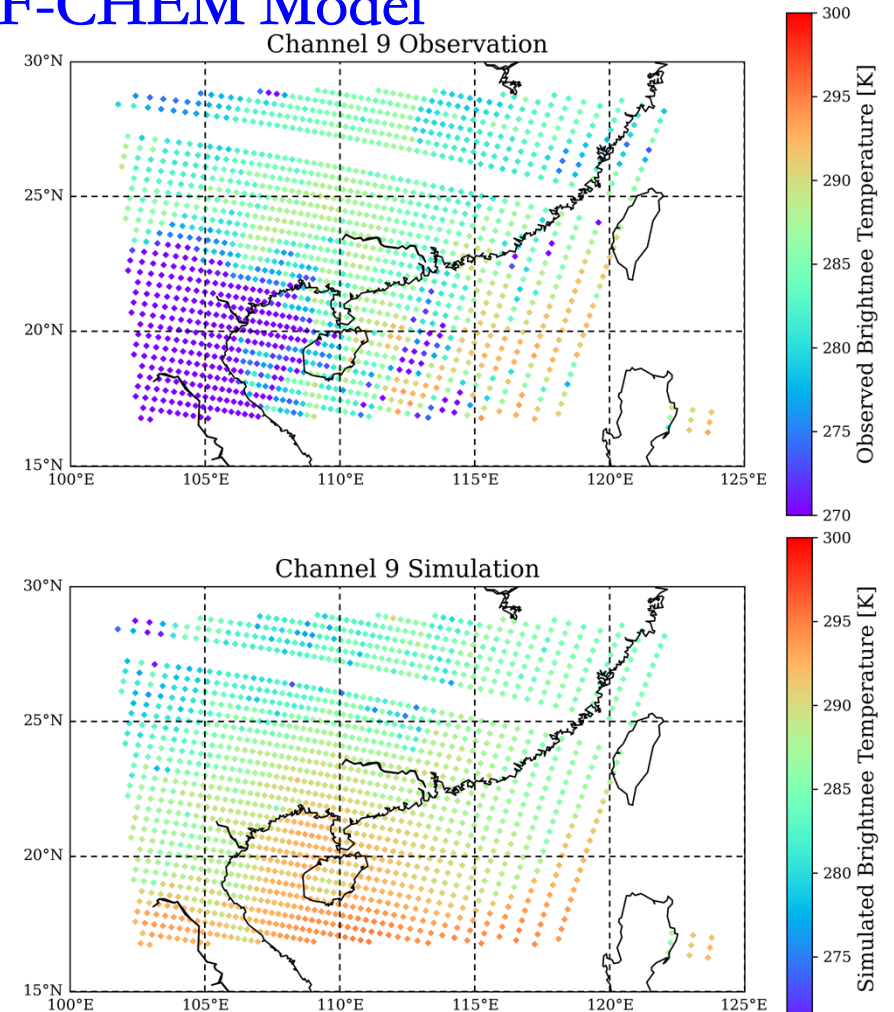 F-CHEM Model
Channel 9 Observation
30°N
25°N
20°N
15°N
100°E 105°E 110°E 115°E 120°E 125°E
300
295
290
285
280
275
270
Observed Brightnee Temperature [K]
Channel 9 Simulation
30°N
25°N
20°N
15°N
100°E 105°E 110°E 115°E 120°E 125°E
300
295
290
285
280
275
Simulated Brightnee Temperature [K]